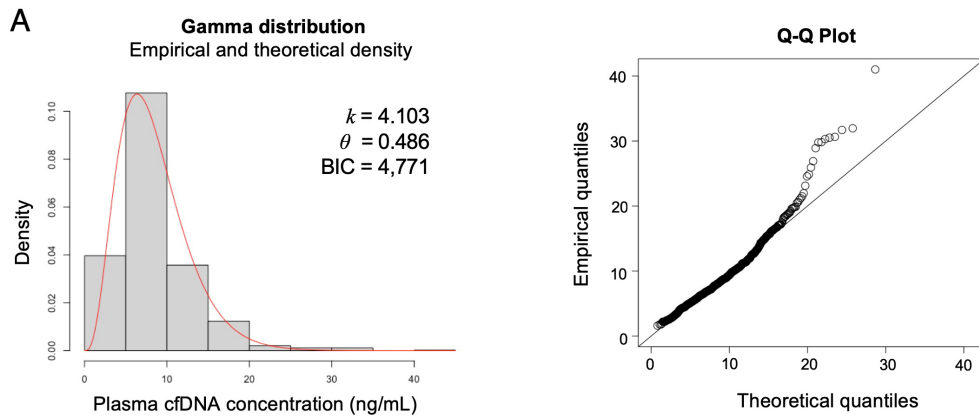 A
Gamma distribution
Empirical and theoretical density
k = 4.103
θ = 0.486
BIC = 4,771
Density
0.00
0.02
0.04
0.06
0.08
0.10
0 10 20 30 40
Plasma cfDNA concentration (ng/mL)
Q-Q Plot
Empirical quantiles
40
30
20
10
0
0 10 20 30 40
Theoretical quantiles